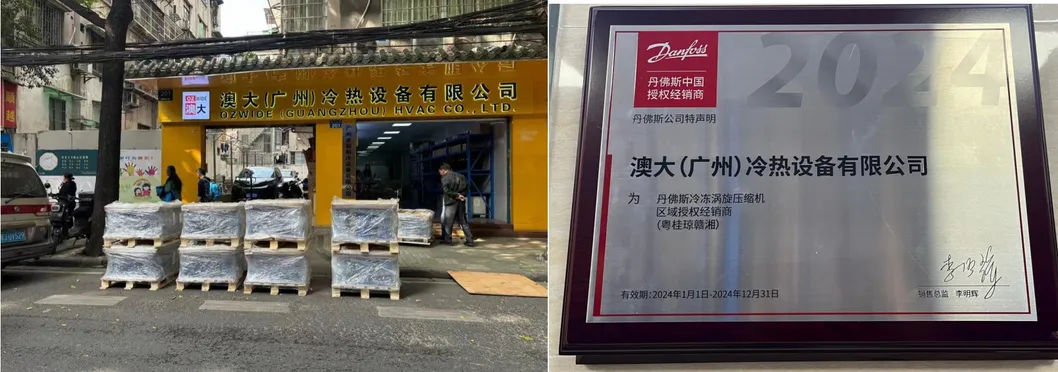 澳大
澳大(广州)冷热设备有限公司
OZWIDE (GUANGZHOU) HVAC CO., LTD.
Danfoss
丹佛斯中国
授权经销商
2024
丹佛斯公司特声明
澳大(广州)冷热设备有限公司
为
丹佛斯冷冻涡旋压缩机
区域授权经销商
(粤桂琼赣湘)
有效期:2024年1月1日-2024年12月31日
销售总监 李明辉